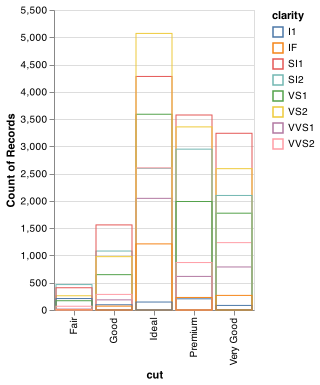 5,500
5,000
4,500
4,000
3,500
3,000
2,500
2,000
1,500
1,000
500
0
Count of Records
Fair
Good
Ideal
Premium
Very Good
cut
clarity
I1
IF
SI1
SI2
VS1
VS2
VVS1
VVS2